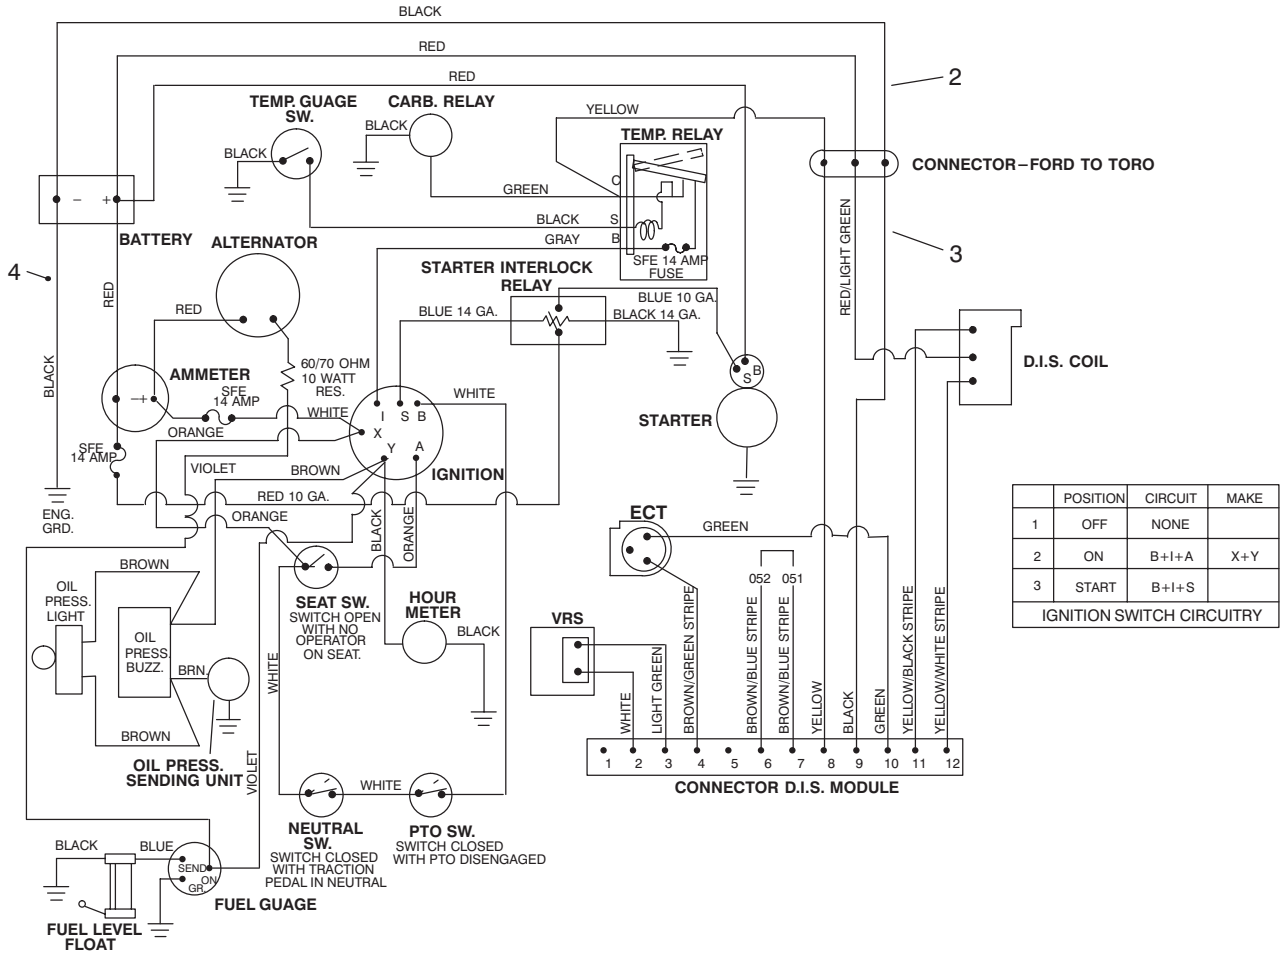 BLACK
RED
RED
2
TEMP. GUAGE
SW.
CARB. RELAY
YELLOW
BLACK
TEMP. RELAY
BLACK
CONNECTOR–FORD TO TORO
C
GREEN
- +
BLACK
S
GRAY
B
BATTERY
ALTERNATOR
SFE 14 AMP
FUSE
3
4
STARTER INTERLOCK
RELAY
RED
RED/LIGHT GREEN
BLUE 10 GA.
RED
BLUE 14 GA.
BLACK 14 GA.
BLACK
60/70 OHM
10 WATT
RES.
D.I.S. COIL
AMMETER
SFE
14 AMP
B
S
–+
WHITE
WHITE
I S B
STARTER
ORANGE
X
Y
A
SFE
14 AMP
VIOLET
BROWN
IGNITION
RED 10 GA.
ENG.
GRD.
ORANGE
BLACK
ORANGE
ECT
GREEN
POSITION CIRCUIT MAKE
1 OFF NONE
2 ON B+I+A X+Y
3 START B+I+S
IGNITION SWITCH CIRCUITRY
BROWN
OIL
PRESS.
LIGHT
052 051
SEAT SW.
SWITCH OPEN
WITH NO
OPERATOR
ON SEAT.
HOUR
METER
BLACK
VRS
OIL
PRESS.
BUZZ.
BRN.
WHITE
WHITE
LIGHT GREEN
BROWN/GREEN STRIPE
BROWN/BLUE STRIPE
BROWN/BLUE STRIPE
YELLOW
BLACK
GREEN
YELLOW/BLACK STRIPE
YELLOW/WHITE STRIPE
BROWN
OIL PRESS.
SENDING UNIT
VIOLET
1 2 3 4 5 6 7 8 9 10 11 12
CONNECTOR D.I.S. MODULE
WHITE
NEUTRAL
SW.
SWITCH CLOSED
WITH TRACTION
PEDAL IN NEUTRAL
PTO SW.
SWITCH CLOSED
WITH PTO DISENGAGED
BLACK
BLUE
SEND
ON
GR.
FUEL GUAGE
FUEL LEVEL
FLOAT